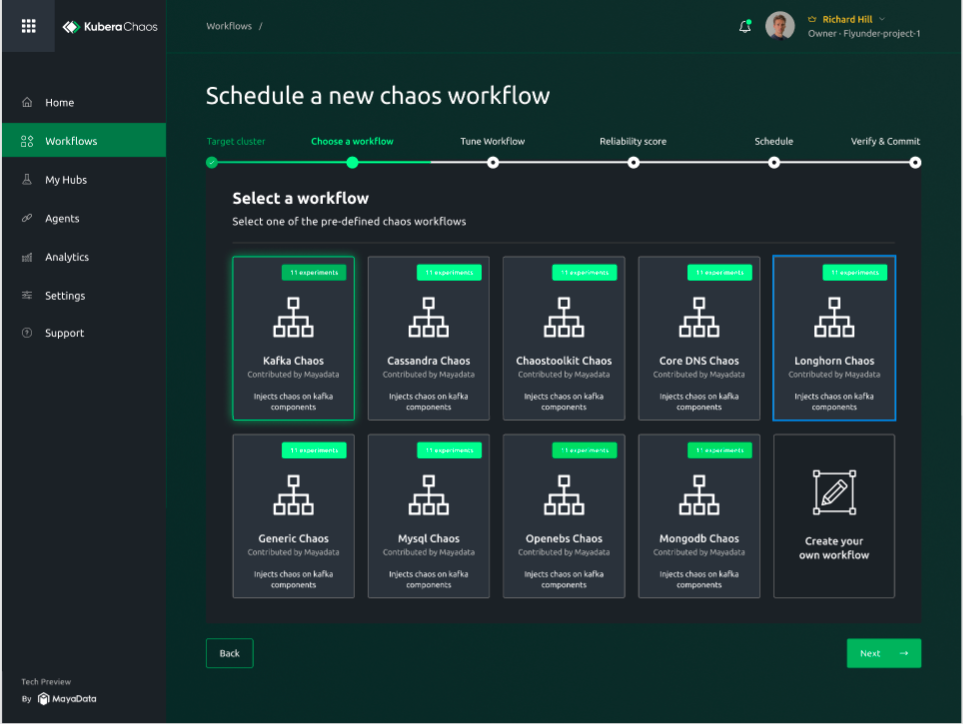 KuberaChaos
Workflows /
Richard Hill
Owner - Flyunder-project-1
Home
Workflows
My Hubs
Agents
Analytics
Settings
Support
Tech Preview
By MayaData
Schedule a new chaos workflow
Target cluster
Choose a workflow
Tune Workflow
Reliability score
Schedule
Verify & Commit
Select a workflow
Select one of the pre-defined chaos workflows
11 experiments
Kafka Chaos
Contributed by Mayadata
Injects chaos on kafka
components
11 experiments
Cassandra Chaos
Contributed by Mayadata
Injects chaos on kafka
components
11 experiments
Chaostoolkit Chaos
Contributed by Mayadata
Injects chaos on kafka
components
11 experiments
Core DNS Chaos
Contributed by Mayadata
Injects chaos on kafka
components
11 experiments
Longhorn Chaos
Contributed by Mayadata
Injects chaos on kafka
components
11 experiments
Generic Chaos
Contributed by Mayadata
Injects chaos on kafka
components
11 experiments
Mysql Chaos
Contributed by Mayadata
Injects chaos on kafka
components
11 experiments
Openebs Chaos
Contributed by Mayadata
Injects chaos on kafka
components
11 experiments
Mongodb Chaos
Contributed by Mayadata
Injects chaos on kafka
components
Create your
own workflow
Back
Next →